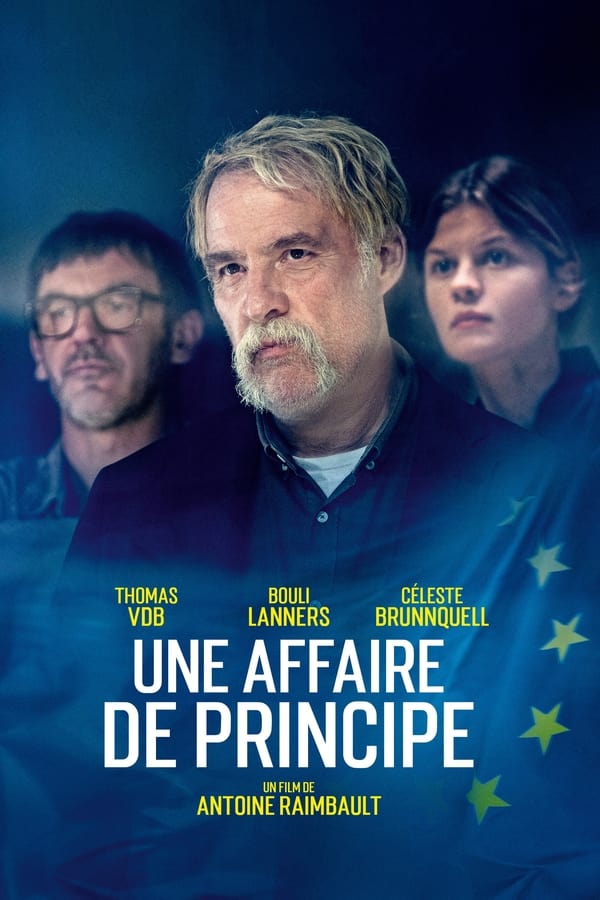 THOMAS
VDB
BOULI
LANNERS
CÉLESTE
BRUNNQUELL
UNE AFFAIRE
DE PRINCIPE
UN FILM DE
ANTOINE RAIMBAULT